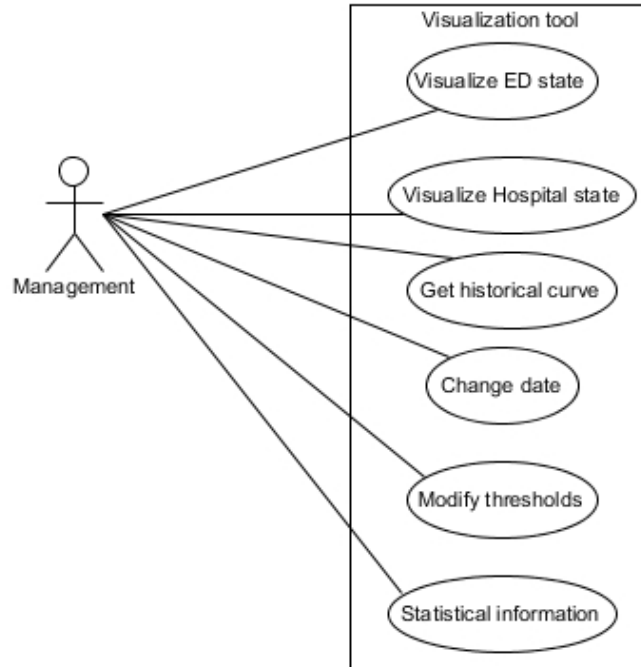 Visualization tool
Visualize ED state
Visualize Hospital state
Management
Get historical curve
Change date
Modify thresholds
Statistical information